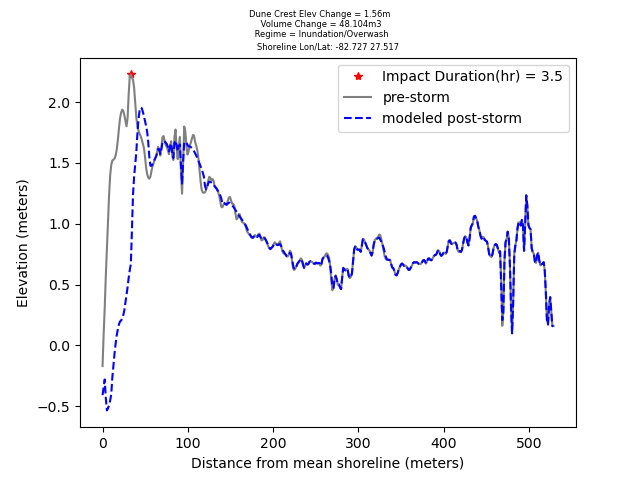 Dune Crest Elev Change = 1.56m
Volume Change = 48.104m3
Regime = Inundation/Overwash
Shoreline Lon/Lat: -82.727 27.517
Impact Duration(hr) = 3.5
pre-storm
modeled post-storm
Elevation (meters)
2.0
1.5
1.0
0.5
0.0
−0.5
0 100 200 300 400 500
Distance from mean shoreline (meters)